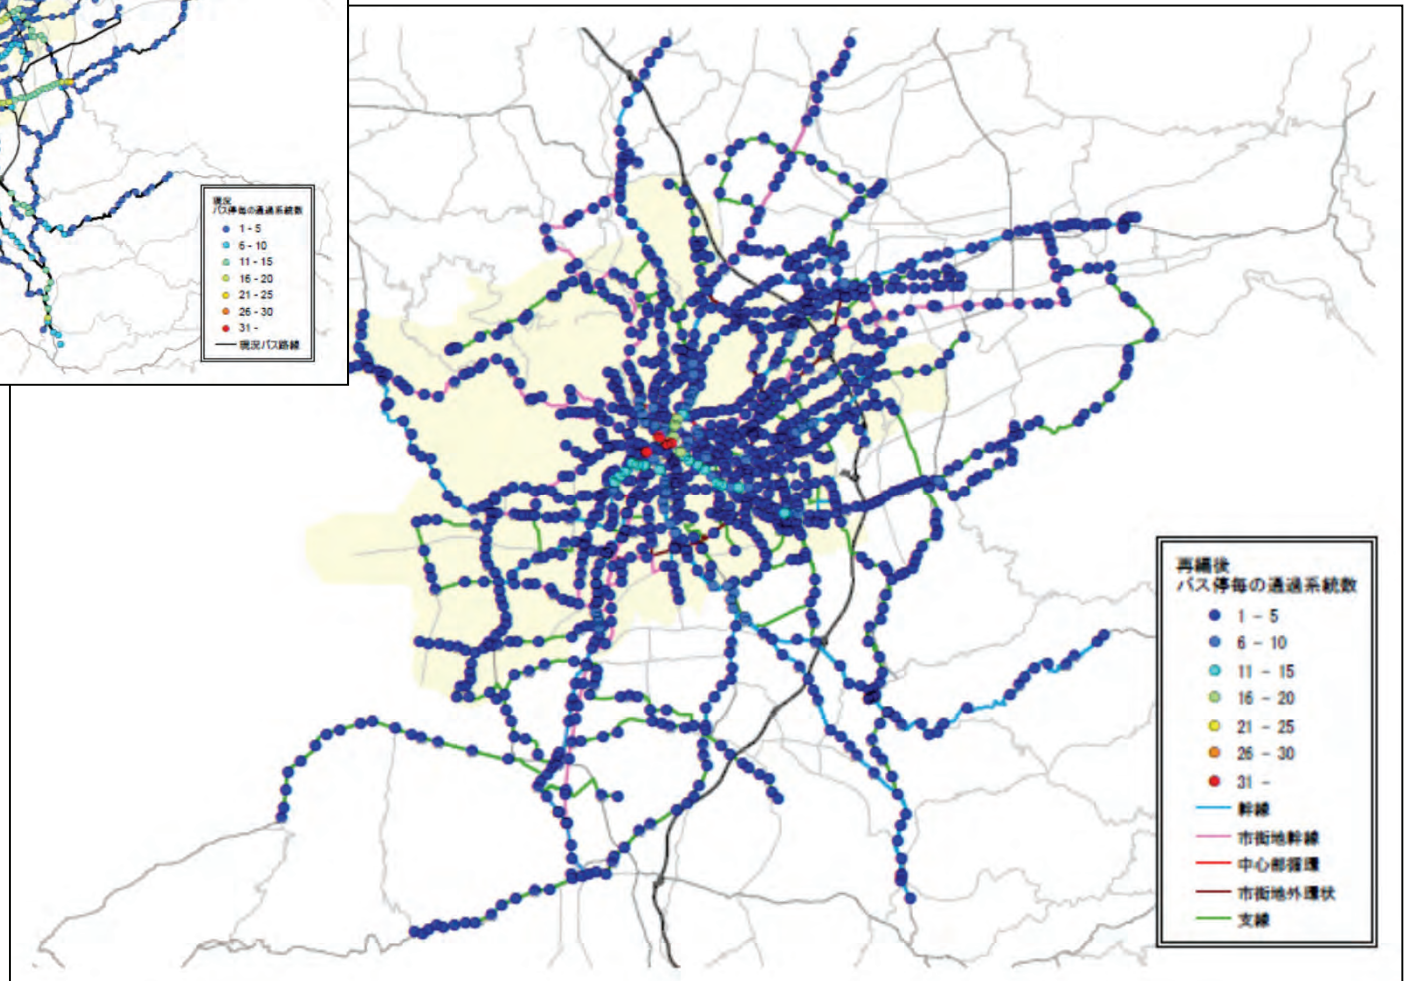 現況
バス停毎の通過系統数
1 - 5
6 - 10
11 - 15
16 - 20
21 - 25
26 - 30
31 -
現況バス路線
再編後
バス停毎の通過系統数
1 - 5
6 - 10
11 - 15
16 - 20
21 - 25
26 - 30
31 -
幹線
市街地幹線
中心部循環
市街地外環状
支線